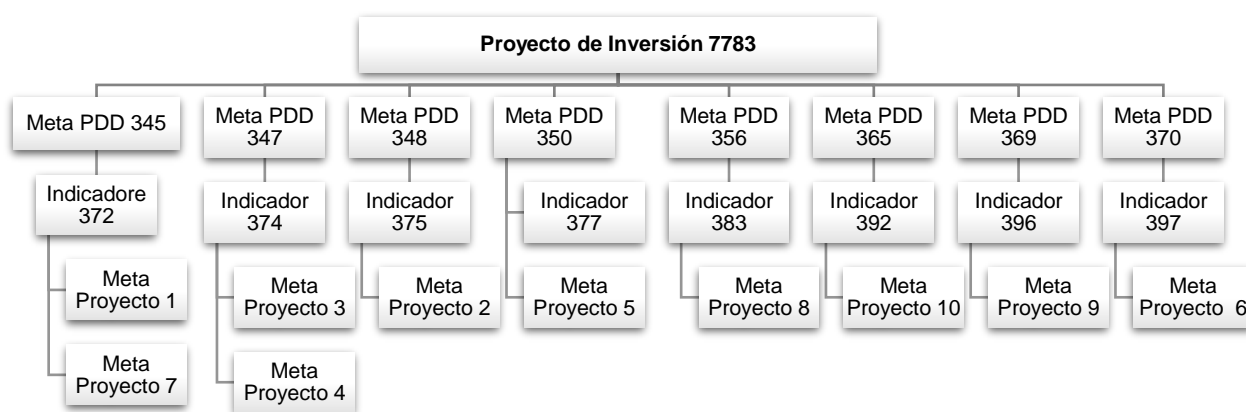 Proyecto de Inversión 7783
Meta PDD 345
Meta PDD
347
Meta PDD
348
Meta PDD
350
Meta PDD
356
Meta PDD
365
Meta PDD
369
Meta PDD
370
Indicadore
372
Indicador
374
Indicador
375
Indicador
377
Indicador
383
Indicador
392
Indicador
396
Indicador
397
Meta
Proyecto 1
Meta
Proyecto 3
Meta
Proyecto 2
Meta
Proyecto 5
Meta
Proyecto 8
Meta
Proyecto 10
Meta
Proyecto 9
Meta
Proyecto  6
Meta
Proyecto 7
Meta
Proyecto 4